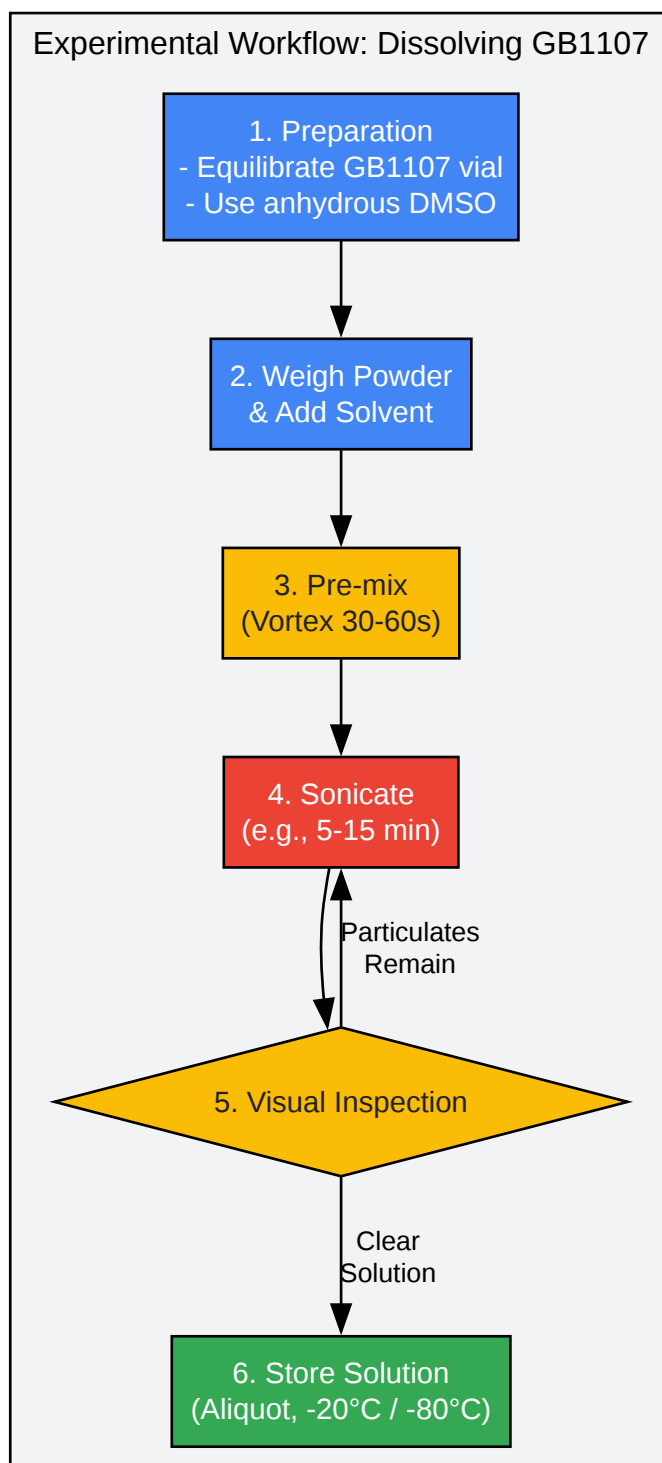 Experimental Workflow: Dissolving GB1107
1. Preparation
- Equilibrate GB1107 vial
- Use anhydrous DMSO
2. Weigh Powder
& Add Solvent
3. Pre-mix
(Vortex 30-60s)
4. Sonicate
(e.g., 5-15 min)
Particulates
Remain
5. Visual Inspection
Clear
Solution
6. Store Solution
(Aliquot, -20°C / -80°C)